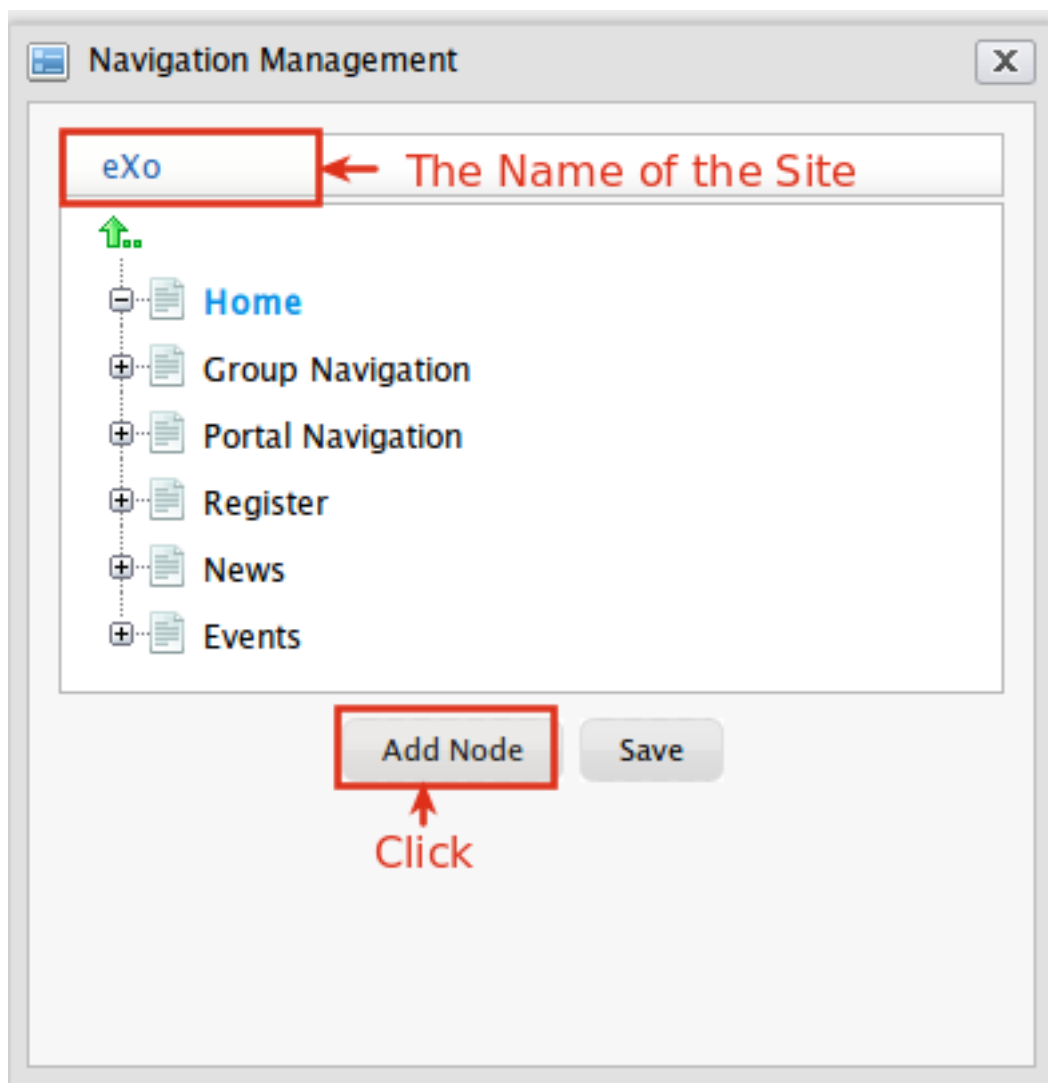 Navigation Management
eXo
The Name of the Site
Home
Group Navigation
Portal Navigation
Register
News
Events
Add Node
Save
Click